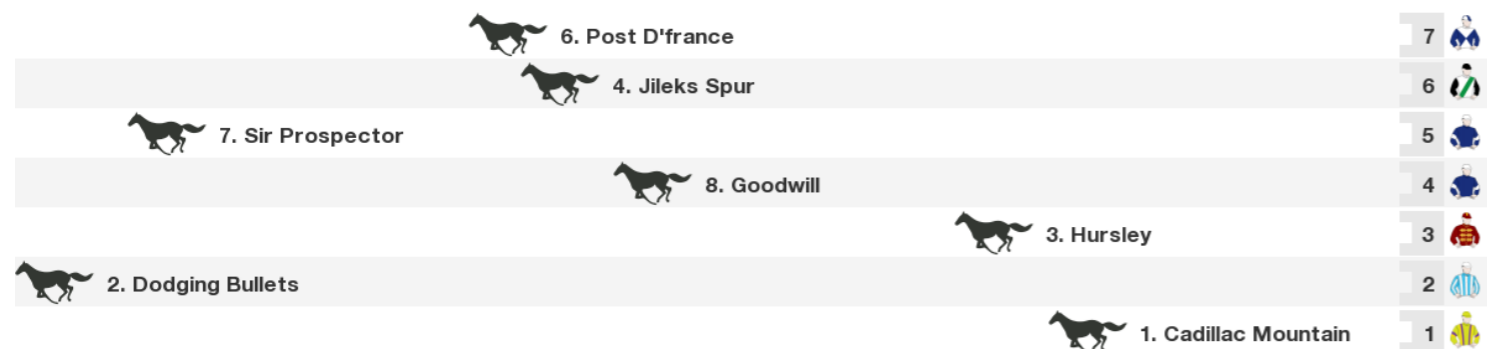 6. Post D'france 7
4. Jileks Spur 6
7. Sir Prospector 5
8. Goodwill 4
3. Hursley 3
2. Dodging Bullets 2
1. Cadillac Mountain 1